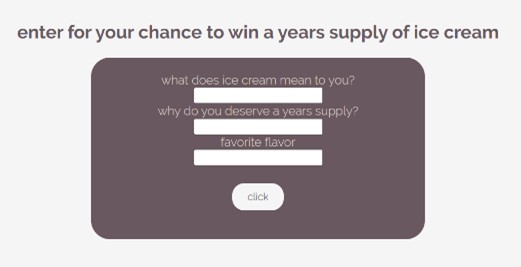 enter for your chance to win a years supply of ice cream
what does ice cream mean to you?
why do you deserve a years supply?
favorite flavor
click